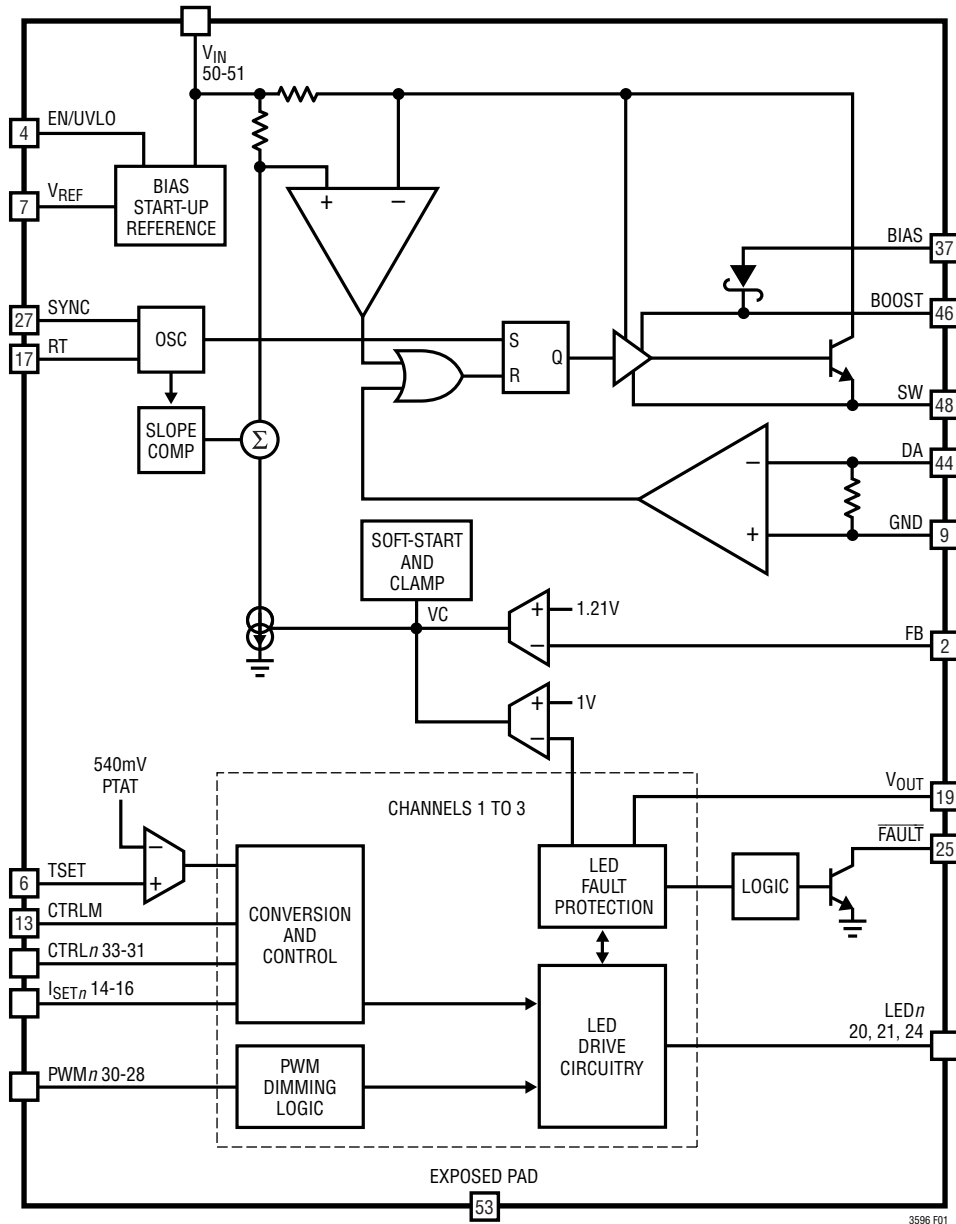 V_IN
50-51
4
EN/UVLO
7
V_REF
BIAS
START-UP
REFERENCE
+
–
BIAS
37
BOOST
46
27
SYNC
17
RT
OSC
S
R
Q
SW
48
SLOPE
COMP
Σ
–
+
DA
44
GND
9
SOFT-START
AND
CLAMP
VC
+
–
1.21V
FB
2
+
–
1V
540mV
PTAT
CHANNELS 1 TO 3
V_OUT
19
F̅A̅U̅L̅T̅
25
–
+
6
TSET
13
CTRLM
CTRLn 33-31
I_SETn 14-16
CONVERSION
AND
CONTROL
LED
FAULT
PROTECTION
LOGIC
LED
DRIVE
CIRCUITRY
LEDn
20, 21, 24
PWMn 30-28
PWM
DIMMING
LOGIC
EXPOSED PAD
53
3596 F01